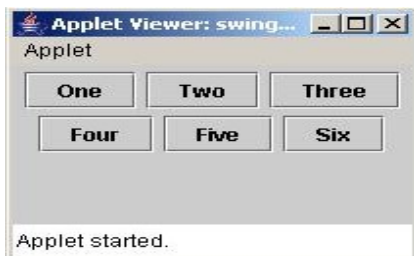 Applet Viewer: swing...
Applet
One Two Three
Four Five Six
Applet started.